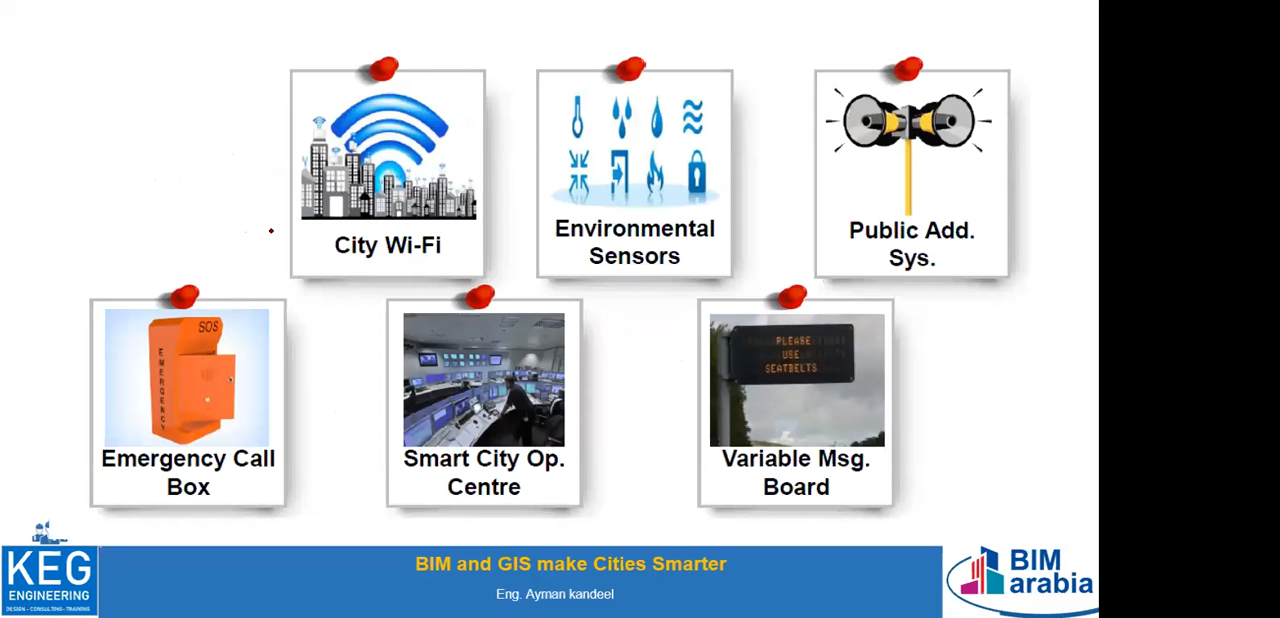 City Wi-Fi
Environmental
Sensors
Public Add.
Sys.
SOS
EMERGENCY
Emergency Call
Box
Smart City Op.
Centre
PLEASE
USE
SEATBELTS
Variable Msg.
Board
KEG
ENGINEERING
DESIGN - CONSULTING - TRAINING
BIM and GIS make Cities Smarter
Eng. Ayman kandeel
BIM
arabia